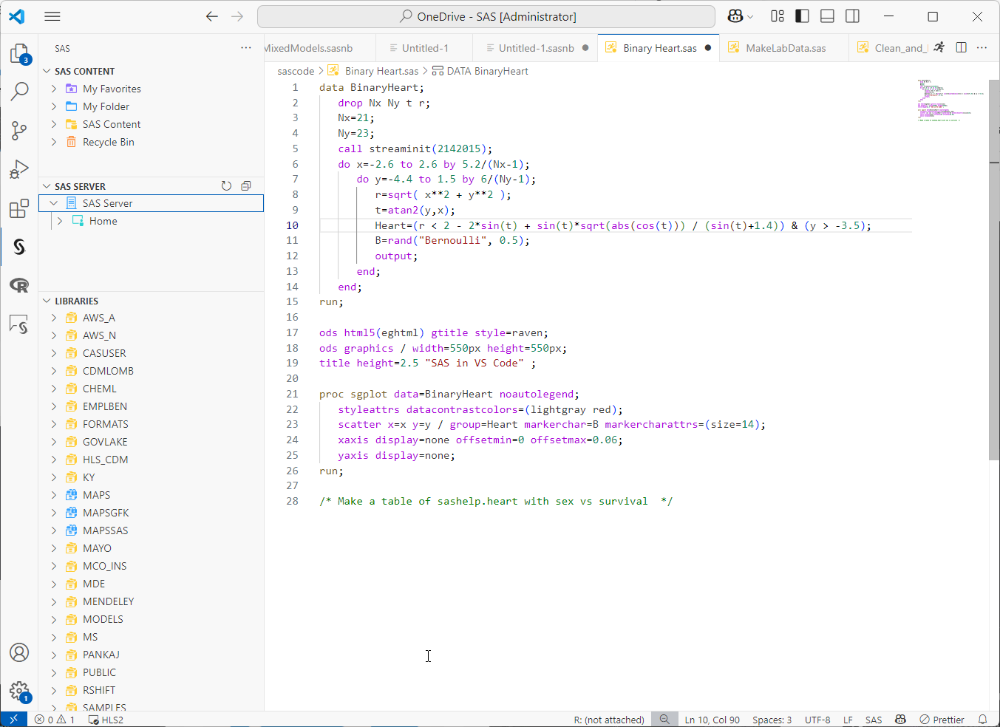 OneDrive - SAS [Administrator]
SAS
MixedModels.sasnb
Untitled-1
Untitled-1.sasnb
Binary Heart.sas
MakeLabData.sas
Clean_and_
sascode > Binary Heart.sas > DATA BinaryHeart
3
SAS CONTENT
My Favorites
My Folder
SAS Content
Recycle Bin
SAS SERVER
SAS Server
Home
LIBRARIES
AWS_A
AWS_N
CASUSER
CDMLOMB
CHEML
EMPLBEN
FORMATS
GOVLAKE
HLS_CDM
KY
MAPS
MAPSGFK
MAPSSAS
MAYO
MCO_INS
MDE
MENDELEY
MODELS
MS
PANKAJ
PUBLIC
RSHIFT
SAMPLES
1 data BinaryHeart;
2 drop Nx Ny t r;
3 Nx=21;
4 Ny=23;
5 call streaminit(2142015);
6 do x=-2.6 to 2.6 by 5.2/(Nx-1);
7 do y=-4.4 to 1.5 by 6/(Ny-1);
8 r=sqrt( x**2 + y**2 );
9 t=atan2(y,x);
10 Heart=(r < 2 - 2*sin(t) + sin(t)*sqrt(abs(cos(t))) / (sin(t)+1.4)) & (y > -3.5);
11 B=rand("Bernoulli", 0.5);
12 output;
13 end;
14 end;
15 run;
16
17 ods html5(eghtml) gtitle style=raven;
18 ods graphics / width=550px height=550px;
19 title height=2.5 "SAS in VS Code" ;
20
21 proc sgplot data=BinaryHeart noautolegend;
22 styleattrs datacontrastcolors=(lightgray red);
23 scatter x=x y=y / group=Heart markerchar=B markercharattrs=(size=14);
24 xaxis display=none offsetmin=0 offsetmax=0.06;
25 yaxis display=none;
26 run;
27
28 /* Make a table of sashelp.heart with sex vs survival  */
1
0 1 HLS2 R: (not attached) Ln 10, Col 90 Spaces: 3 UTF-8 LF SAS Prettier